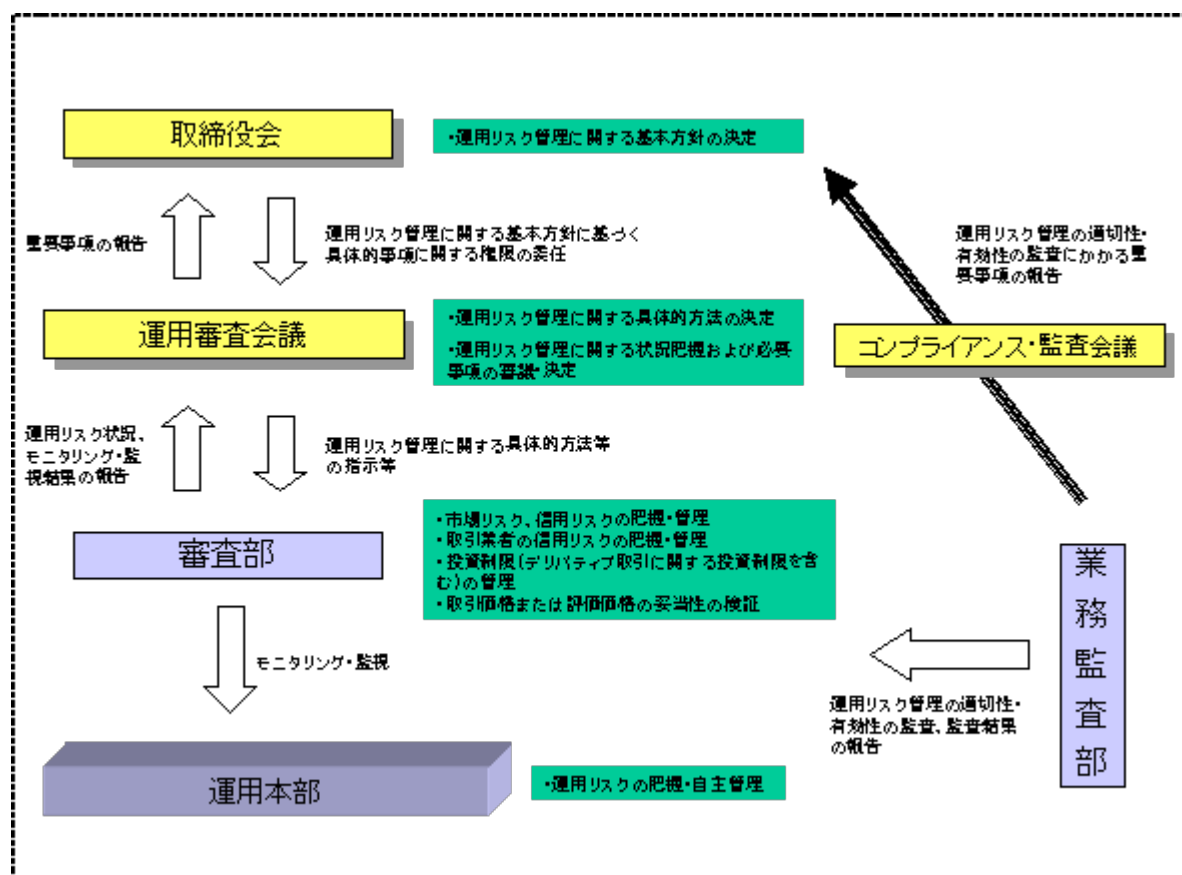 取締役会
・運用リスク管理に関する基本方針の決定
重要事項の報告
運用リスク管理に関する基本方針に基づく
具体的事項に関する権限の委任
運用リスク管理の適切性・
有効性の監査にかかる重
要事項の報告
運用審査会議
・運用リスク管理に関する具体的方法の決定
・運用リスク管理に関する状況把握および必要
事項の審議・決定
コンプライアンス・監査会議
運用リスク状況、
モニタリング・監
視結果の報告
運用リスク管理に関する具体的方法等
の指示等
審査部
・市場リスク、信用リスクの把握・管理
・取引業者の信用リスクの把握・管理
・投資制限(デリバティブ取引に関する投資制限を含
む)の管理
・取引価格または評価価格の妥当性の検証
業務監査部
モニタリング・監視
運用リスク管理の適切性・
有効性の監査、監査結果
の報告
運用本部
・運用リスクの把握・自主管理